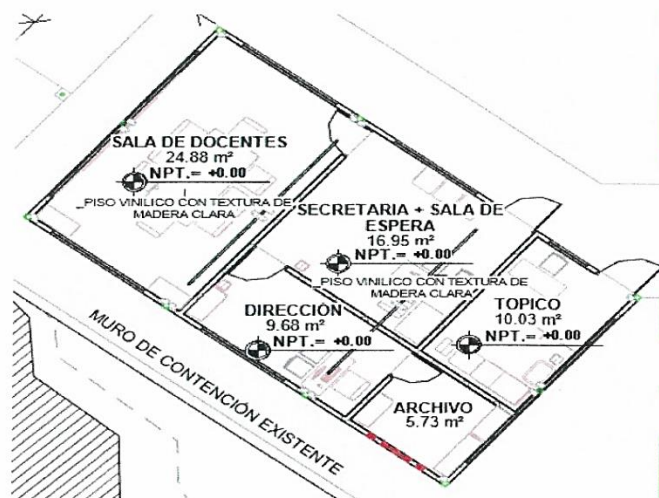 SALA DE DOCENTES
24.88 m²
NPT.= +0.00
PISO VINILICO CON TEXTURA DE
MADERA CLARA
SECRETARIA + SALA DE
ESPERA
16.95 m²
NPT.= +0.00
PISO VINILICO CON TEXTURA DE
MADERA CLARA
DIRECCIÓN
9.68 m²
NPT.= +0.00
TOPICO
10.03 m²
NPT.= +0.00
ARCHIVO
5.73 m²
MURO DE CONTENCIÓN EXISTENTE